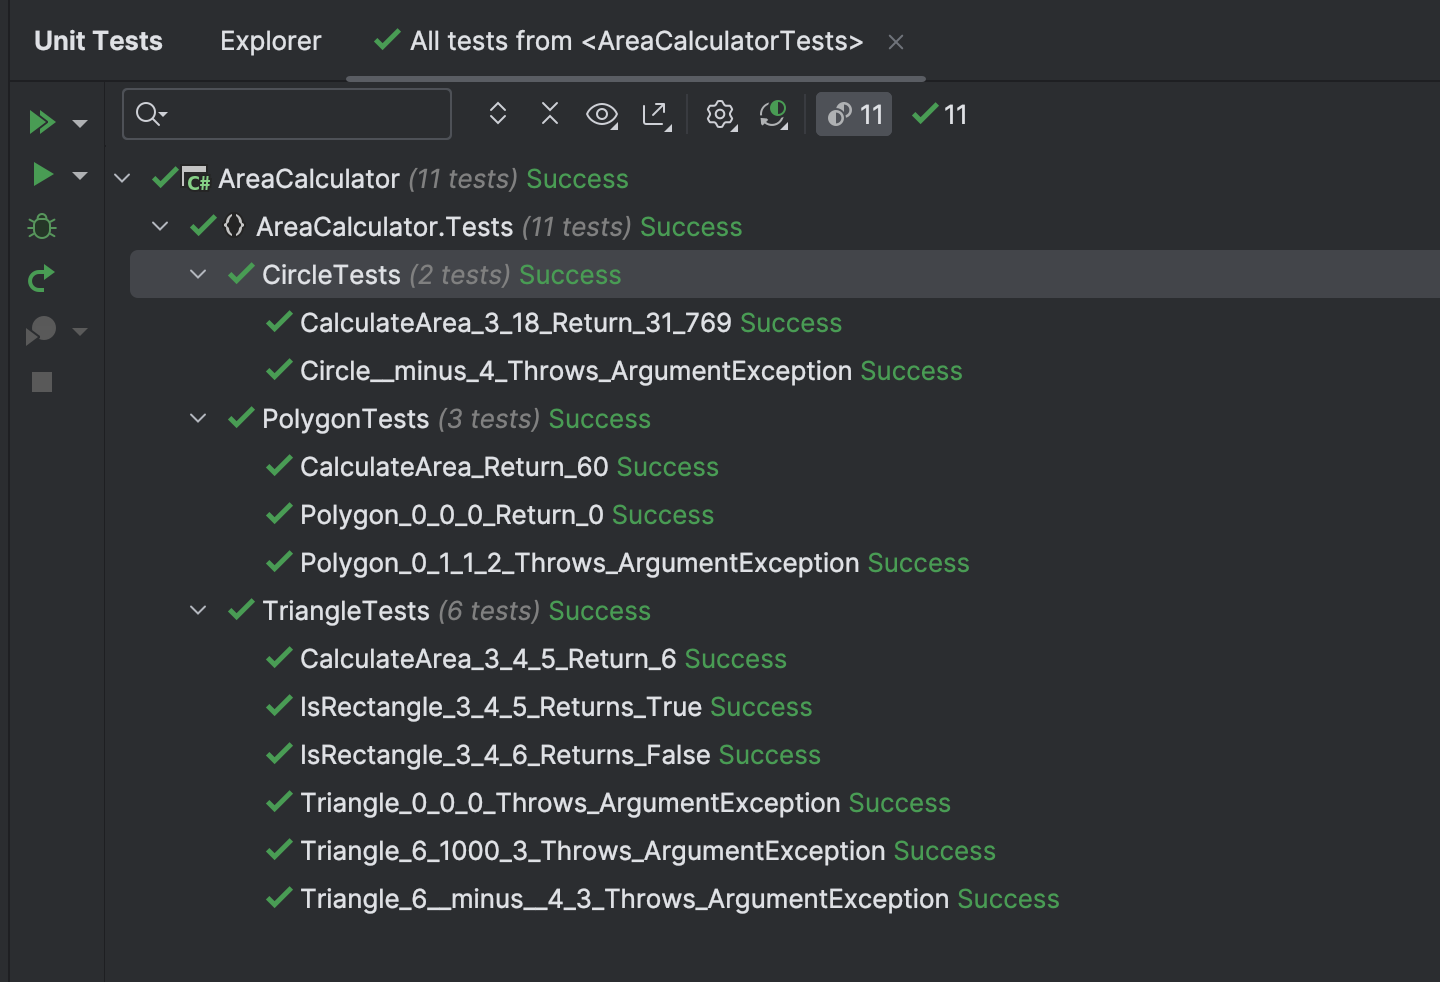 Unit Tests Explorer All tests from <AreaCalculatorTests>
11 11
C# AreaCalculator (11 tests) Success
{} AreaCalculator.Tests (11 tests) Success
CircleTests (2 tests) Success
CalculateArea_3_18_Return_31_769 Success
Circle__minus_4_Throws_ArgumentException Success
PolygonTests (3 tests) Success
CalculateArea_Return_60 Success
Polygon_0_0_0_Return_0 Success
Polygon_0_1_1_2_Throws_ArgumentException Success
TriangleTests (6 tests) Success
CalculateArea_3_4_5_Return_6 Success
IsRectangle_3_4_5_Returns_True Success
IsRectangle_3_4_6_Returns_False Success
Triangle_0_0_0_Throws_ArgumentException Success
Triangle_6_1000_3_Throws_ArgumentException Success
Triangle_6__minus__4_3_Throws_ArgumentException Success